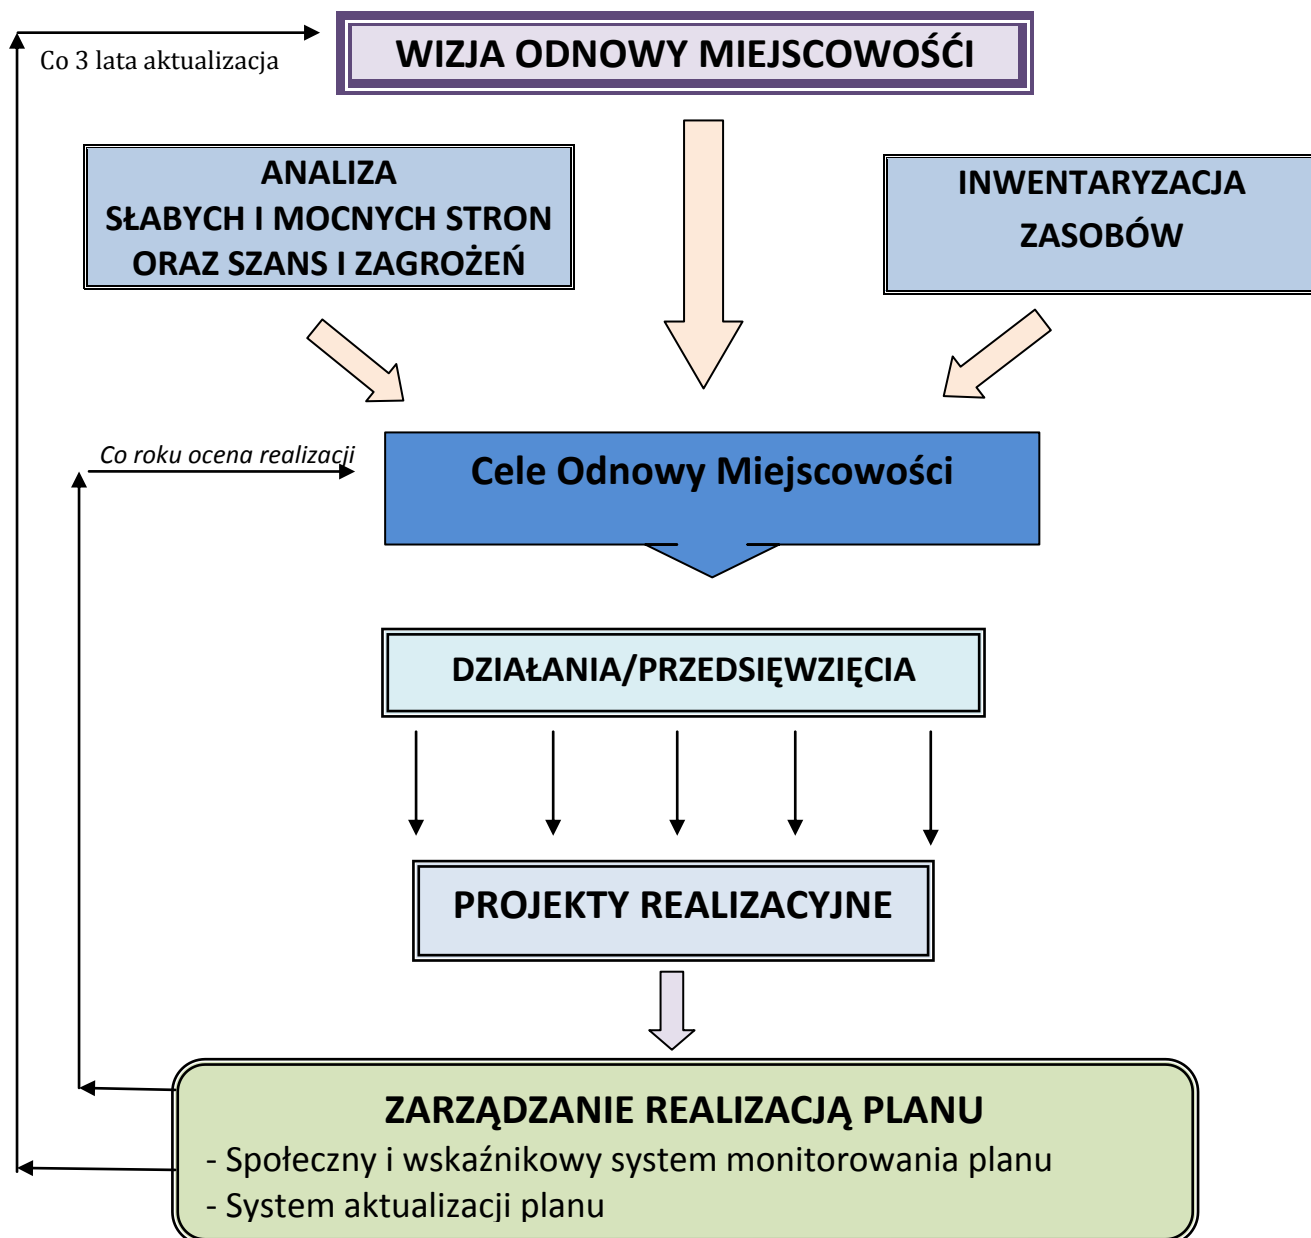 WIZJA ODNOWY MIEJSCOWOŚĆI
Co 3 lata aktualizacja
ANALIZA
SŁABYCH I MOCNYCH STRON
ORAZ SZANS I ZAGROŻEŃ
INWENTARYZACJA
ZASOBÓW
Co roku ocena realizacji
Cele Odnowy Miejscowości
DZIAŁANIA/PRZEDSIĘWZIĘCIA
PROJEKTY REALIZACYJNE
ZARZĄDZANIE REALIZACJĄ PLANU
- Społeczny i wskaźnikowy system monitorowania planu
- System aktualizacji planu